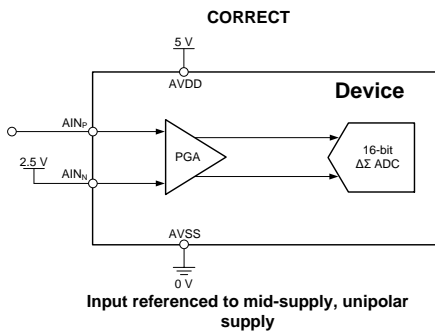 CORRECT
5 V
AVDD
Device
AINP
PGA
16-bit
ΔΣ ADC
2.5 V
AINN
AVSS
0 V
Input referenced to mid-supply, unipolar
supply